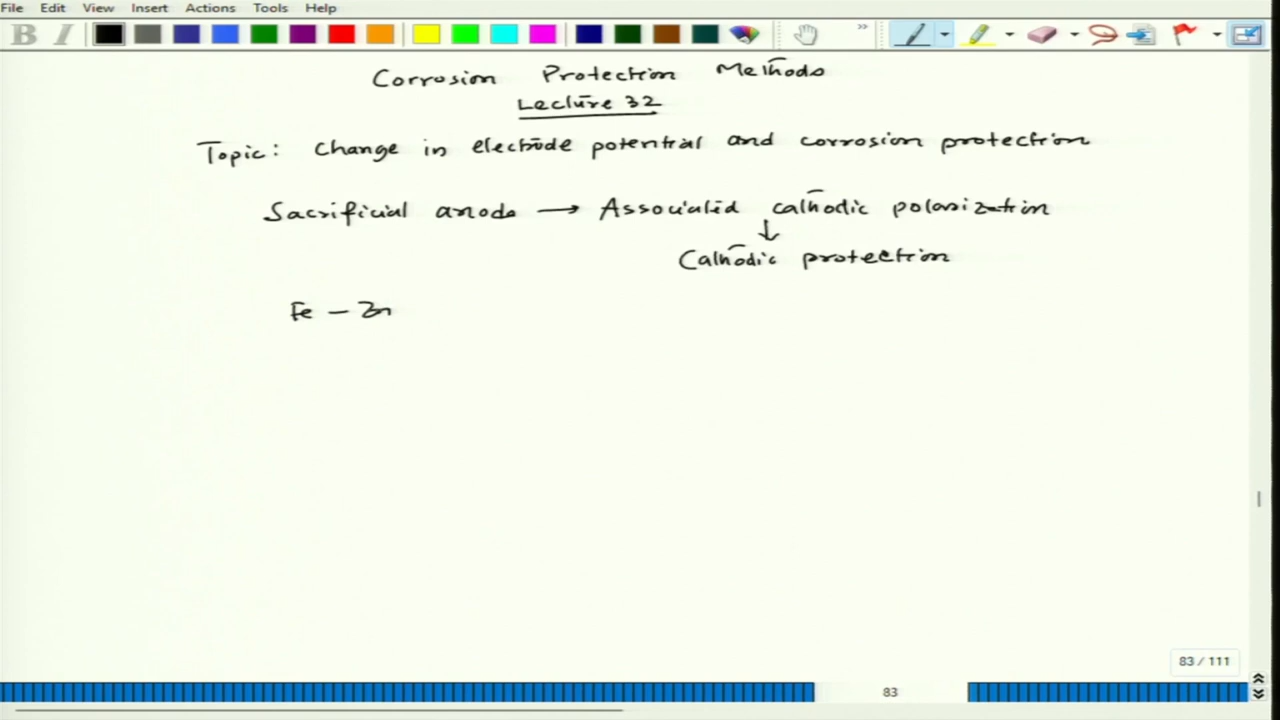 File Edit View Insert Actions Tools Help
B I »
Corrosion Protection Methods
Lecture 32
Topic: Change in electrode potential and corrosion protection
Sacrificial anode → Associated cathodic polarization
↓
Cathodic protection
Fe – Zn
83 / 111
83